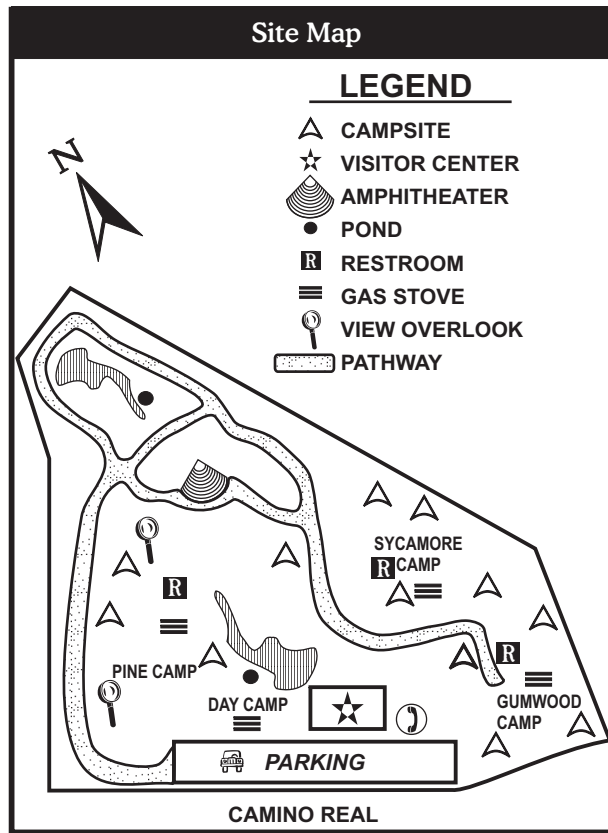 Site Map
LEGEND
CAMPSITE
VISITOR CENTER
AMPHITHEATER
POND
R RESTROOM
GAS STOVE
VIEW OVERLOOK
PATHWAY
N
SYCAMORE
R CAMP
R
PINE CAMP
R
DAY CAMP
GUMWOOD
CAMP
PARKING
CAMINO REAL